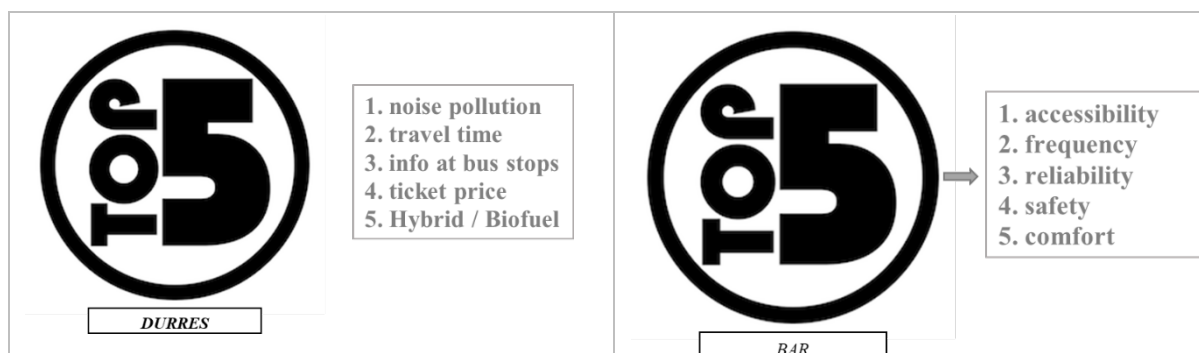 TOP 5
1. noise pollution
2. travel time
3. info at bus stops
4. ticket price
5. Hybrid / Biofuel
DURRES
TOP 5
1. accessibility
2. frequency
3. reliability
4. safety
5. comfort
BAR